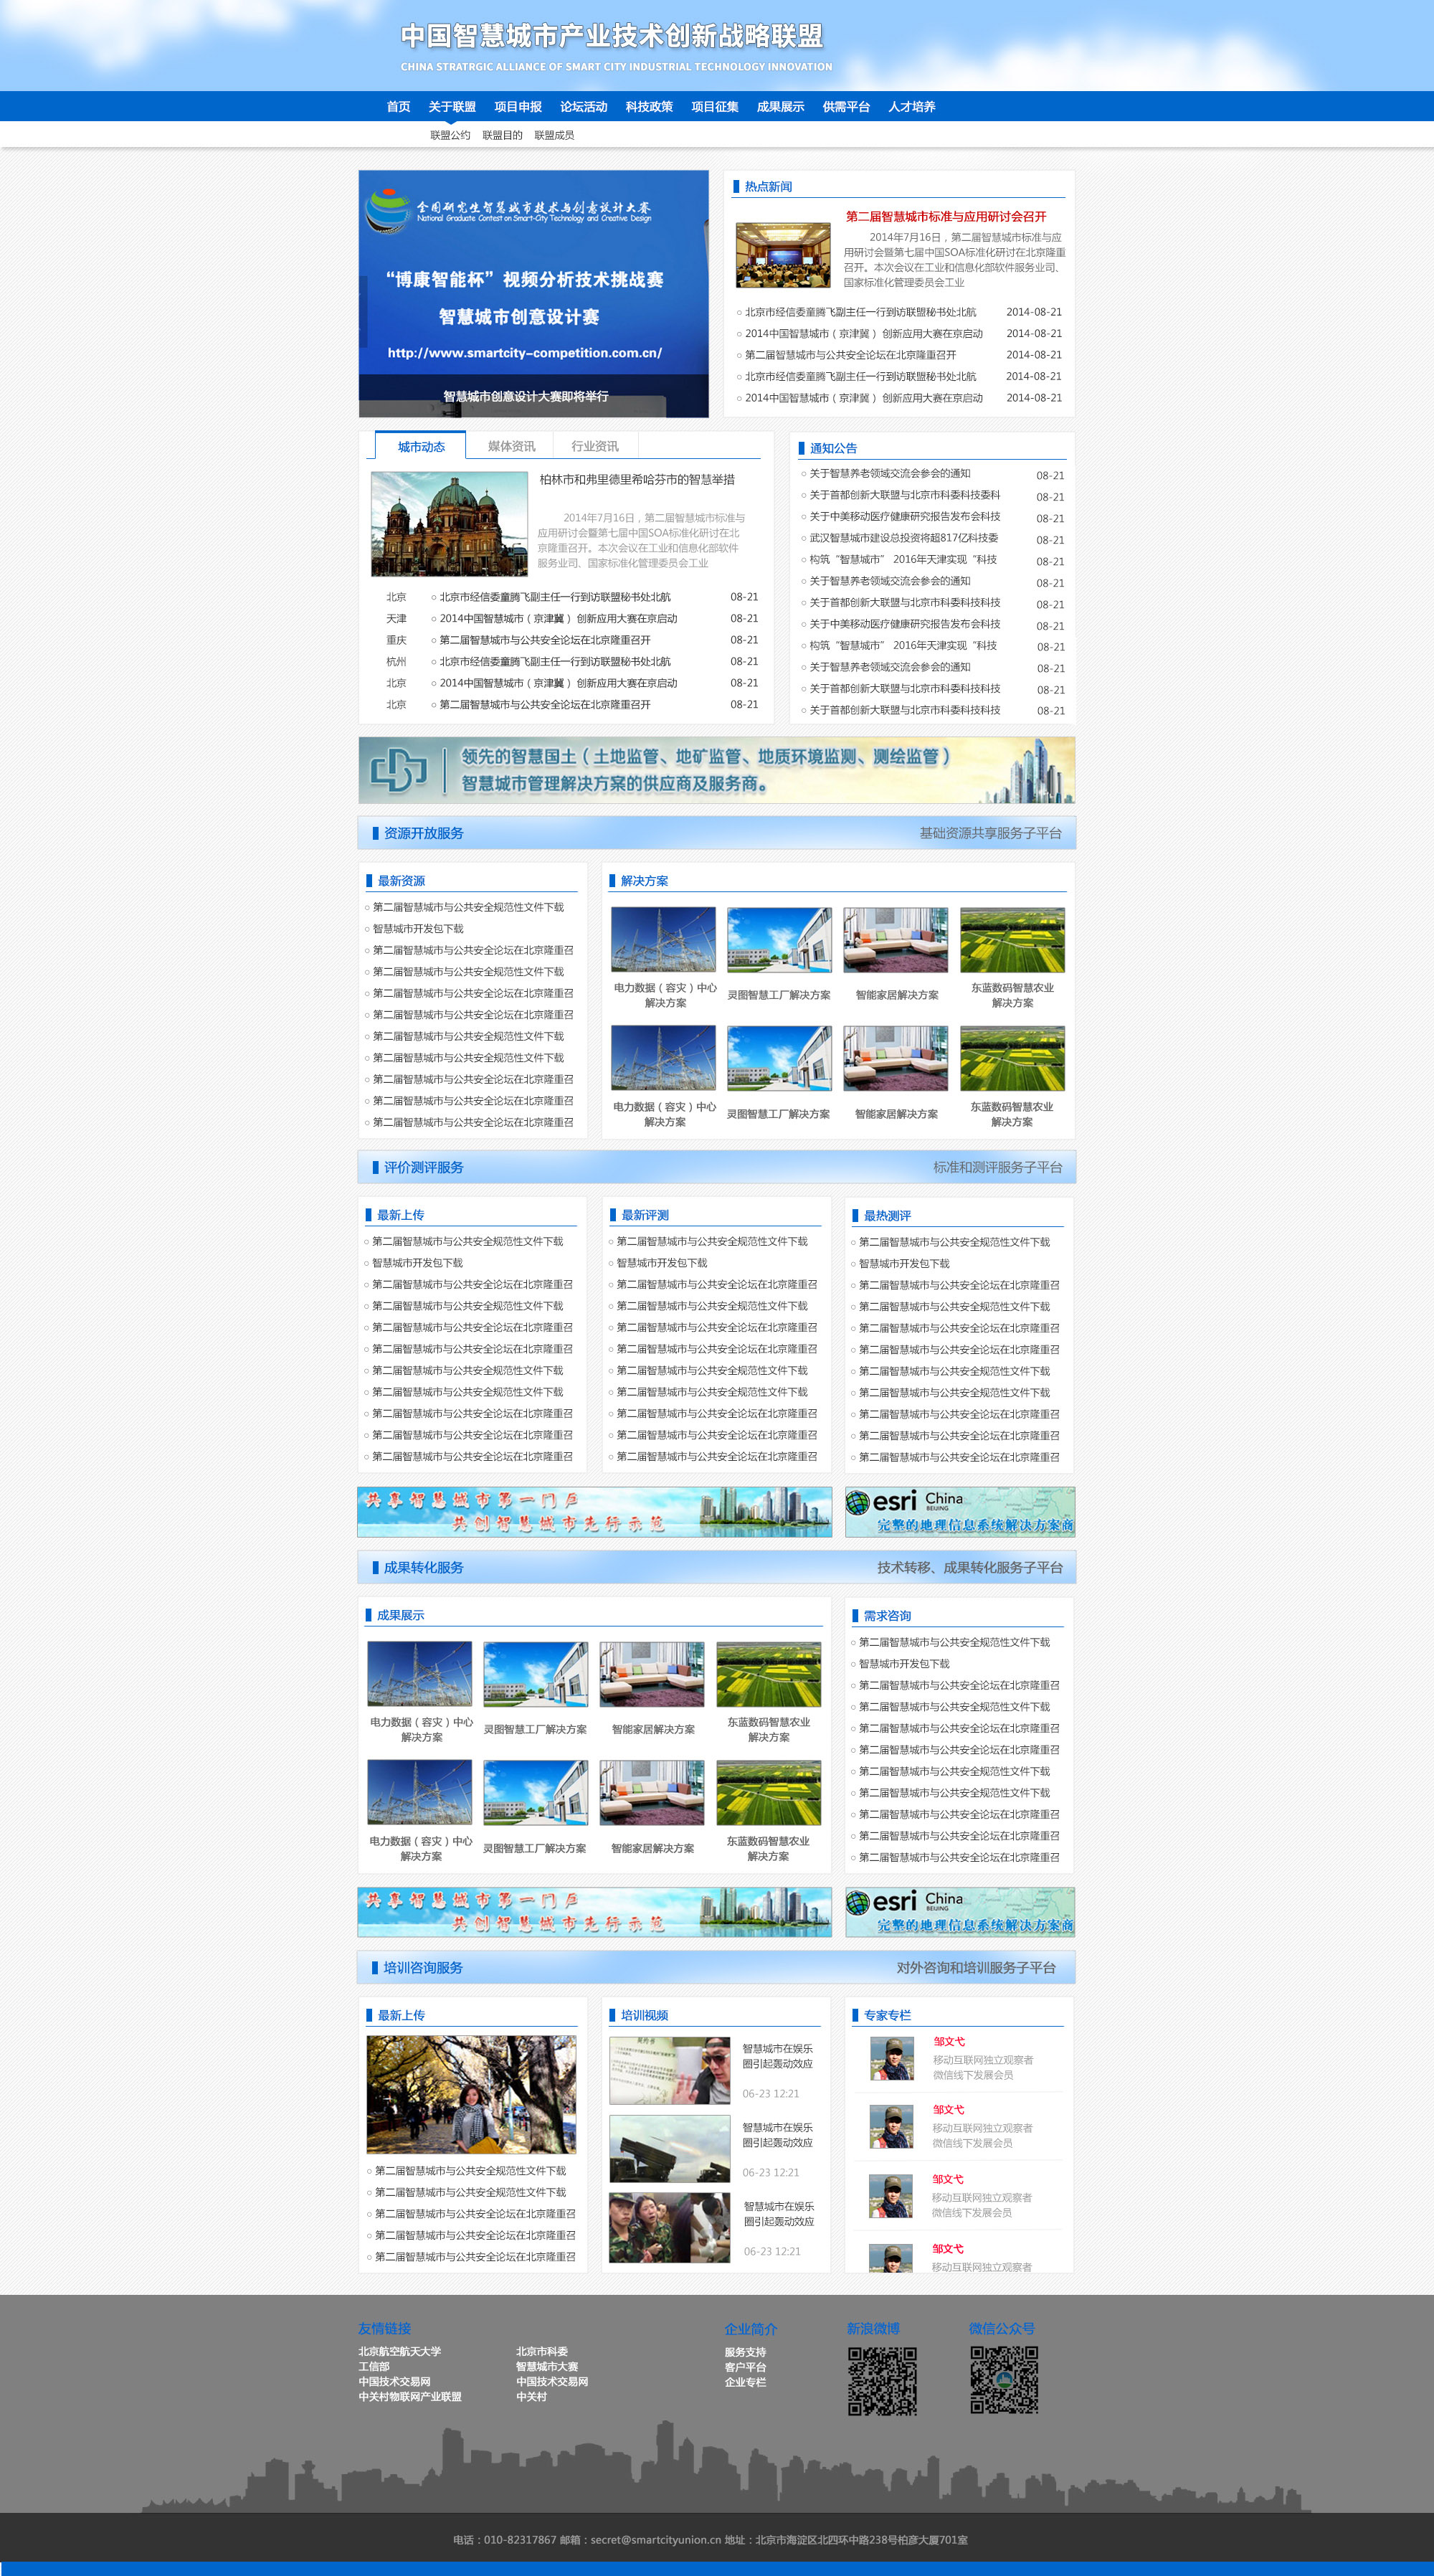 中国智慧城市产业技术创新战略联盟
CHINA STRATRGIC ALLIANCE OF SMART CITY INDUSTRIAL TECHNOLOGY INNOVATION
首页 关于联盟 项目申报 论坛活动 科技政策 项目征集 成果展示 供需平台 人才培养
联盟公约 联盟目的 联盟成员
全国研究生智慧城市技术与创意设计大赛
National Graduate Contest on Smart-City Technology and Creative Design
“博康智能杯”视频分析技术挑战赛
智慧城市创意设计赛
http://www.smartcity-competition.com.cn/
智慧城市创意设计大赛即将举行
热点新闻
第二届智慧城市标准与应用研讨会召开
2014年7月16日，第二届智慧城市标准与应
用研讨会暨第七届中国SOA标准化研讨在北京隆重
召开。本次会议在工业和信息化部软件服务业司、
国家标准化管理委员会工业
北京市经信委童腾飞副主任一行到访联盟秘书处北航 2014-08-21
2014中国智慧城市（京津冀）创新应用大赛在京启动 2014-08-21
第二届智慧城市与公共安全论坛在北京隆重召开 2014-08-21
北京市经信委童腾飞副主任一行到访联盟秘书处北航 2014-08-21
2014中国智慧城市（京津冀）创新应用大赛在京启动 2014-08-21
城市动态 媒体资讯 行业资讯
柏林市和弗里德里希哈芬市的智慧举措
2014年7月16日，第二届智慧城市标准与
应用研讨会暨第七届中国SOA标准化研讨在北
京隆重召开。本次会议在工业和信息化部软件
服务业司、国家标准化管理委员会工业
北京 北京市经信委童腾飞副主任一行到访联盟秘书处北航 08-21
天津 2014中国智慧城市（京津冀）创新应用大赛在京启动 08-21
重庆 第二届智慧城市与公共安全论坛在北京隆重召开 08-21
杭州 北京市经信委童腾飞副主任一行到访联盟秘书处北航 08-21
北京 2014中国智慧城市（京津冀）创新应用大赛在京启动 08-21
北京 第二届智慧城市与公共安全论坛在北京隆重召开 08-21
通知公告
关于智慧养老领域交流会参会的通知 08-21
关于首都创新大联盟与北京市科委科技委科 08-21
关于中美移动医疗健康研究报告发布会科技 08-21
武汉智慧城市建设总投资将超817亿科技委 08-21
构筑“智慧城市” 2016年天津实现“科技 08-21
关于智慧养老领域交流会参会的通知 08-21
关于首都创新大联盟与北京市科委科技科技 08-21
关于中美移动医疗健康研究报告发布会科技 08-21
构筑“智慧城市” 2016年天津实现“科技 08-21
关于智慧养老领域交流会参会的通知 08-21
关于首都创新大联盟与北京市科委科技科技 08-21
关于首都创新大联盟与北京市科委科技科技 08-21
领先的智慧国土（土地监管、地矿监管、地质环境监测、测绘监管）
智慧城市管理解决方案的供应商及服务商。
资源开放服务 基础资源共享服务子平台
最新资源
第二届智慧城市与公共安全规范性文件下载
智慧城市开发包下载
第二届智慧城市与公共安全论坛在北京隆重召
第二届智慧城市与公共安全规范性文件下载
第二届智慧城市与公共安全论坛在北京隆重召
第二届智慧城市与公共安全论坛在北京隆重召
第二届智慧城市与公共安全规范性文件下载
第二届智慧城市与公共安全规范性文件下载
第二届智慧城市与公共安全论坛在北京隆重召
第二届智慧城市与公共安全论坛在北京隆重召
第二届智慧城市与公共安全论坛在北京隆重召
解决方案
电力数据（容灾）中心
解决方案
灵图智慧工厂解决方案
智能家居解决方案
东蓝数码智慧农业
解决方案
电力数据（容灾）中心
解决方案
灵图智慧工厂解决方案
智能家居解决方案
东蓝数码智慧农业
解决方案
评价测评服务 标准和测评服务子平台
最新上传
第二届智慧城市与公共安全规范性文件下载
智慧城市开发包下载
第二届智慧城市与公共安全论坛在北京隆重召
第二届智慧城市与公共安全规范性文件下载
第二届智慧城市与公共安全论坛在北京隆重召
第二届智慧城市与公共安全论坛在北京隆重召
第二届智慧城市与公共安全规范性文件下载
第二届智慧城市与公共安全规范性文件下载
第二届智慧城市与公共安全论坛在北京隆重召
第二届智慧城市与公共安全论坛在北京隆重召
第二届智慧城市与公共安全论坛在北京隆重召
最新评测
第二届智慧城市与公共安全规范性文件下载
智慧城市开发包下载
第二届智慧城市与公共安全论坛在北京隆重召
第二届智慧城市与公共安全规范性文件下载
第二届智慧城市与公共安全论坛在北京隆重召
第二届智慧城市与公共安全论坛在北京隆重召
第二届智慧城市与公共安全规范性文件下载
第二届智慧城市与公共安全规范性文件下载
第二届智慧城市与公共安全论坛在北京隆重召
第二届智慧城市与公共安全论坛在北京隆重召
第二届智慧城市与公共安全论坛在北京隆重召
最热测评
第二届智慧城市与公共安全规范性文件下载
智慧城市开发包下载
第二届智慧城市与公共安全论坛在北京隆重召
第二届智慧城市与公共安全规范性文件下载
第二届智慧城市与公共安全论坛在北京隆重召
第二届智慧城市与公共安全论坛在北京隆重召
第二届智慧城市与公共安全规范性文件下载
第二届智慧城市与公共安全规范性文件下载
第二届智慧城市与公共安全论坛在北京隆重召
第二届智慧城市与公共安全论坛在北京隆重召
第二届智慧城市与公共安全论坛在北京隆重召
共享智慧城市第一门户
共创智慧城市先行示范
esri China
BEIJING
完整的地理信息系统解决方案商
成果转化服务 技术转移、成果转化服务子平台
成果展示
电力数据（容灾）中心
解决方案
灵图智慧工厂解决方案
智能家居解决方案
东蓝数码智慧农业
解决方案
电力数据（容灾）中心
解决方案
灵图智慧工厂解决方案
智能家居解决方案
东蓝数码智慧农业
解决方案
需求咨询
第二届智慧城市与公共安全规范性文件下载
智慧城市开发包下载
第二届智慧城市与公共安全论坛在北京隆重召
第二届智慧城市与公共安全规范性文件下载
第二届智慧城市与公共安全论坛在北京隆重召
第二届智慧城市与公共安全论坛在北京隆重召
第二届智慧城市与公共安全规范性文件下载
第二届智慧城市与公共安全规范性文件下载
第二届智慧城市与公共安全论坛在北京隆重召
第二届智慧城市与公共安全论坛在北京隆重召
第二届智慧城市与公共安全论坛在北京隆重召
共享智慧城市第一门户
共创智慧城市先行示范
esri China
BEIJING
完整的地理信息系统解决方案商
培训咨询服务 对外咨询和培训服务子平台
最新上传
第二届智慧城市与公共安全规范性文件下载
第二届智慧城市与公共安全规范性文件下载
第二届智慧城市与公共安全论坛在北京隆重召
第二届智慧城市与公共安全论坛在北京隆重召
第二届智慧城市与公共安全论坛在北京隆重召
培训视频
智慧城市在娱乐
圈引起轰动效应
06-23 12:21
智慧城市在娱乐
圈引起轰动效应
06-23 12:21
智慧城市在娱乐
圈引起轰动效应
06-23 12:21
专家专栏
邹文弋
移动互联网独立观察者
微信线下发展会员
邹文弋
移动互联网独立观察者
微信线下发展会员
邹文弋
移动互联网独立观察者
微信线下发展会员
邹文弋
移动互联网独立观察者
友情链接
北京航空航天大学
工信部
中国技术交易网
中关村物联网产业联盟
北京市科委
智慧城市大赛
中国技术交易网
中关村
企业简介
服务支持
客户平台
企业专栏
新浪微博
微信公众号
电话：010-82317867 邮箱：secret@smartcityunion.cn 地址：北京市海淀区北四环中路238号柏彦大厦701室